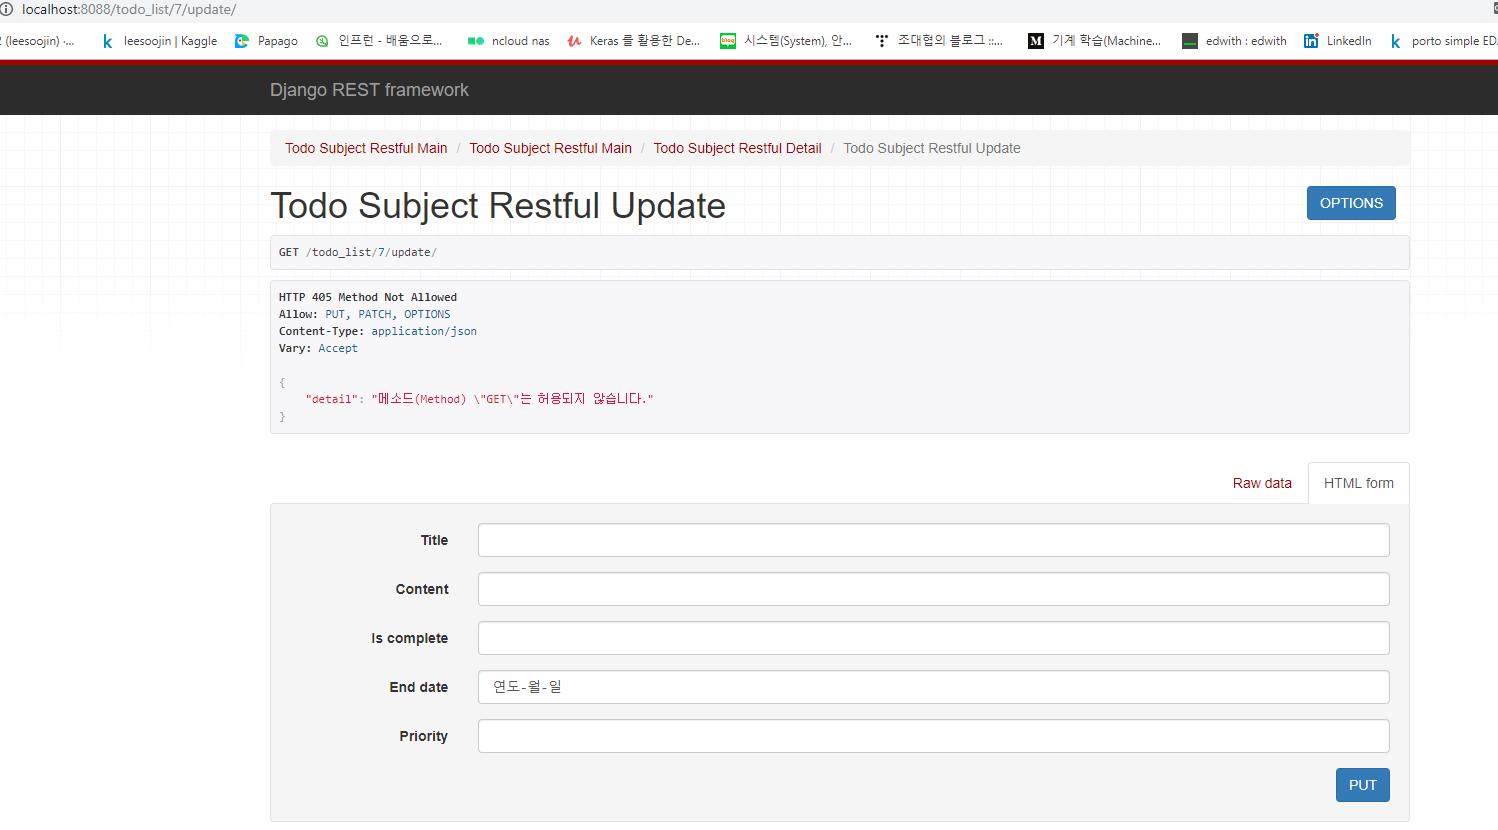 localhost:8088/todo_list/7/update/
(leesoojin) -... leesoojin | Kaggle Papago 인프런 - 배움으로... ncloud nas Keras 를 활용한 De... 시스템(System), 안... 조대협의 블로그 ::... M 기계 학습(Machine... edwith : edwith LinkedIn porto simple ED
Django REST framework
Todo Subject Restful Main / Todo Subject Restful Main / Todo Subject Restful Detail / Todo Subject Restful Update
Todo Subject Restful Update
OPTIONS
GET /todo_list/7/update/
HTTP 405 Method Not Allowed
Allow: PUT, PATCH, OPTIONS
Content-Type: application/json
Vary: Accept
{
"detail": "메소드(Method) \"GET\"는 허용되지 않습니다."
}
Raw data HTML form
Title
Content
Is complete
End date 연도-월-일
Priority
PUT